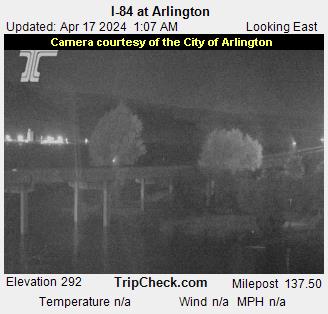 I-84 at Arlington
Updated: Apr 17 2024 1:07 AM Looking East
Camera courtesy of the City of Arlington
Elevation 292 TripCheck.com Milepost 137.50
Temperature n/a Wind n/a MPH n/a